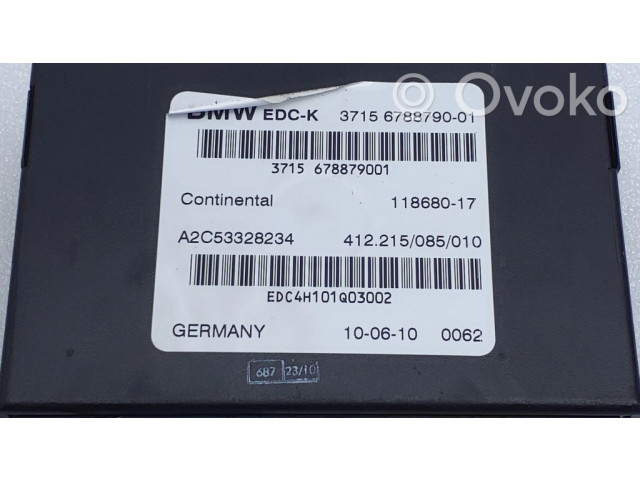 Ovoko
BMW EDC-K 3715 6788790-01
3715 678879001
Continental 118680-17
A2C53328234 412.215/085/010
EDC4H101Q03002
GERMANY 10-06-10 0062
687 23/10